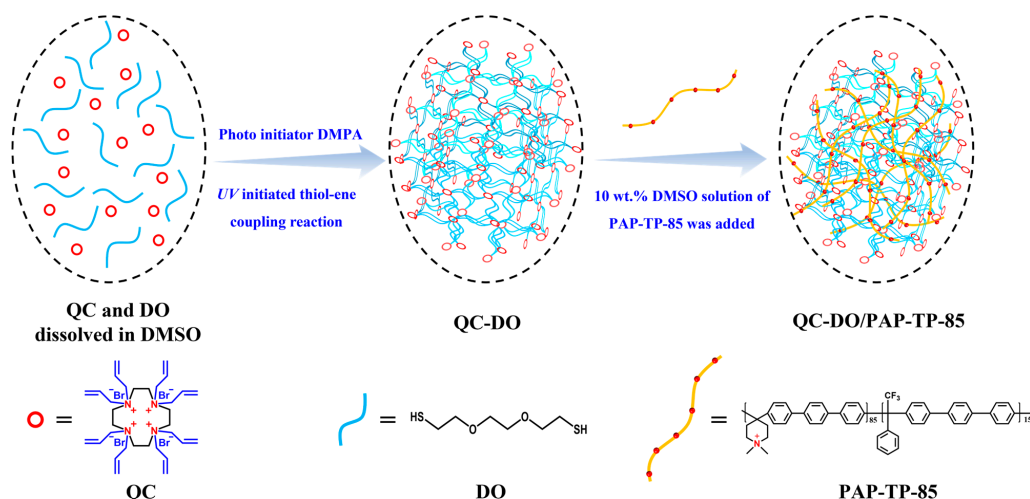 Photo initiator DMPA
UV initiated thiol-ene
coupling reaction
10 wt.% DMSO solution of
PAP-TP-85 was added
QC and DO
dissolved in DMSO
QC-DO
QC-DO/PAP-TP-85
Br⁻ Br⁻
N N
+ +
+ +
N N
Br⁻ Br⁻
=
QC
=
HS O O SH
DO
=
CF₃
85 15
N
+
PAP-TP-85